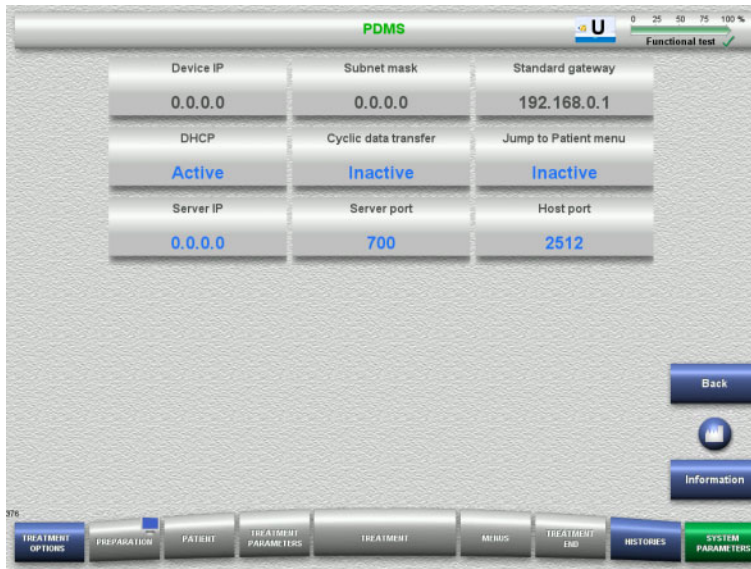 PDMS
U
0 25 50 75 100 %
Functional test
Device IP Subnet mask Standard gateway
0.0.0.0 0.0.0.0 192.168.0.1
DHCP Cyclic data transfer Jump to Patient menu
Active Inactive Inactive
Server IP Server port Host port
0.0.0.0 700 2512
Back
Information
376
TREATMENT OPTIONS
PREPARATION
PATIENT
TREATMENT PARAMETERS
TREATMENT
MENUS
TREATMENT END
HISTORIES
SYSTEM PARAMETERS